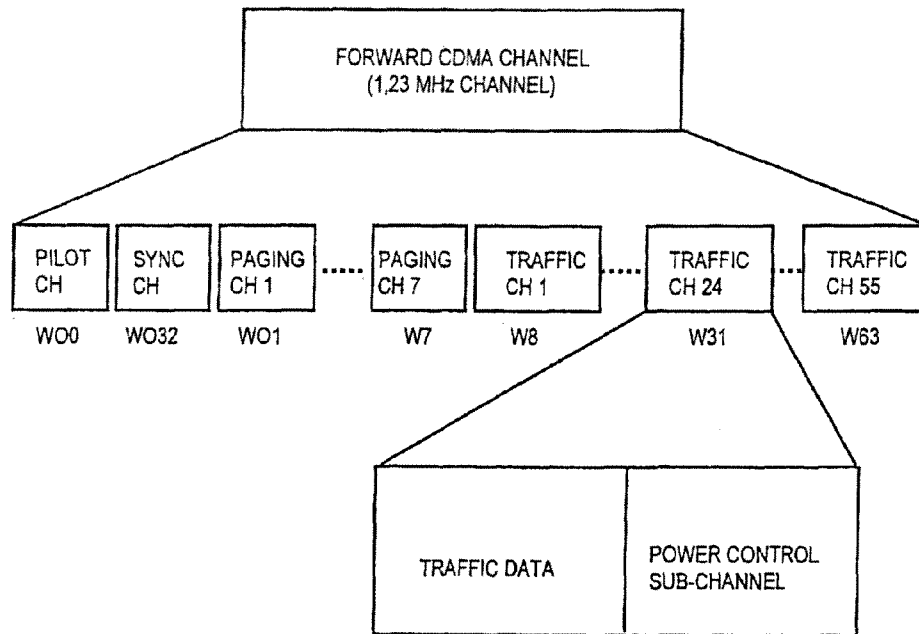 FORWARD CDMA CHANNEL
(1,23 MHz CHANNEL)
PILOT CH
SYNC CH
PAGING CH 1
PAGING CH 7
TRAFFIC CH 1
TRAFFIC CH 24
TRAFFIC CH 55
WO0
WO32
WO1
W7
W8
W31
W63
TRAFFIC DATA
POWER CONTROL
SUB-CHANNEL